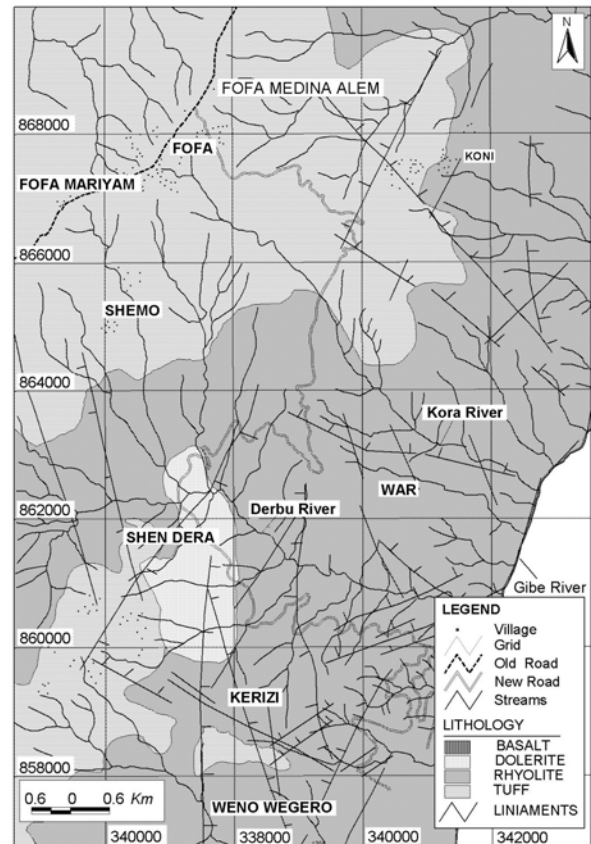 N
FOFA MEDINA ALEM
868000
FOFA
KONI
FOFA MARIYAM
866000
SHEMO
864000
Kora River
WAR
862000
Derbu River
SHEN DERA
Gibe River
LEGEND
Village
Grid
Old Road
New Road
Streams
860000
KERIZI
LITHOLOGY
BASALT
DOLERITE
RHYOLITE
TUFF
LINIAMENTS
858000
0.6 0 0.6 Km
WENO WEGERO
340000 338000 340000 342000